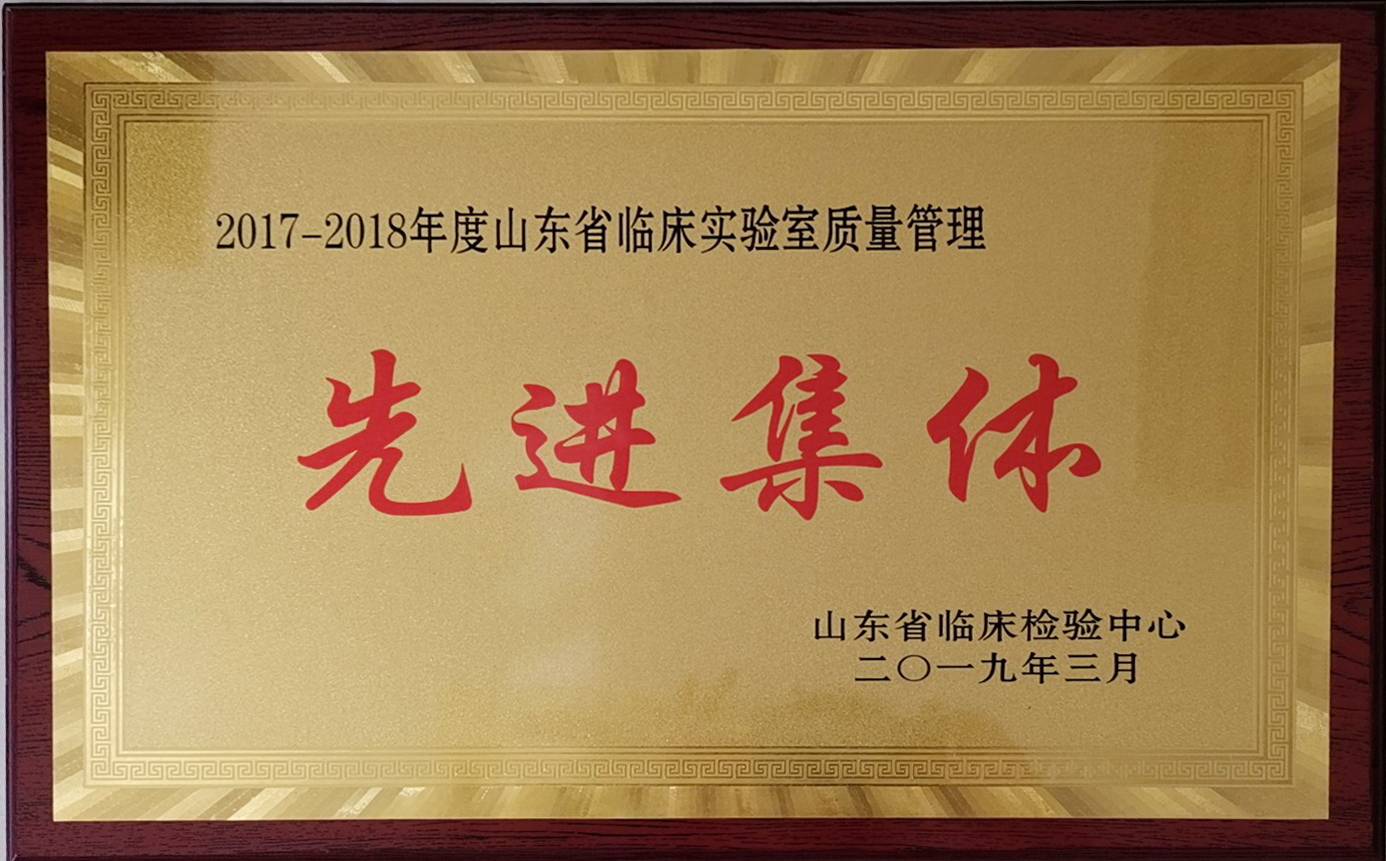 2017-2018年度山东省临床实验室质量管理
先进集体
山东省临床检验中心
二〇一九年三月